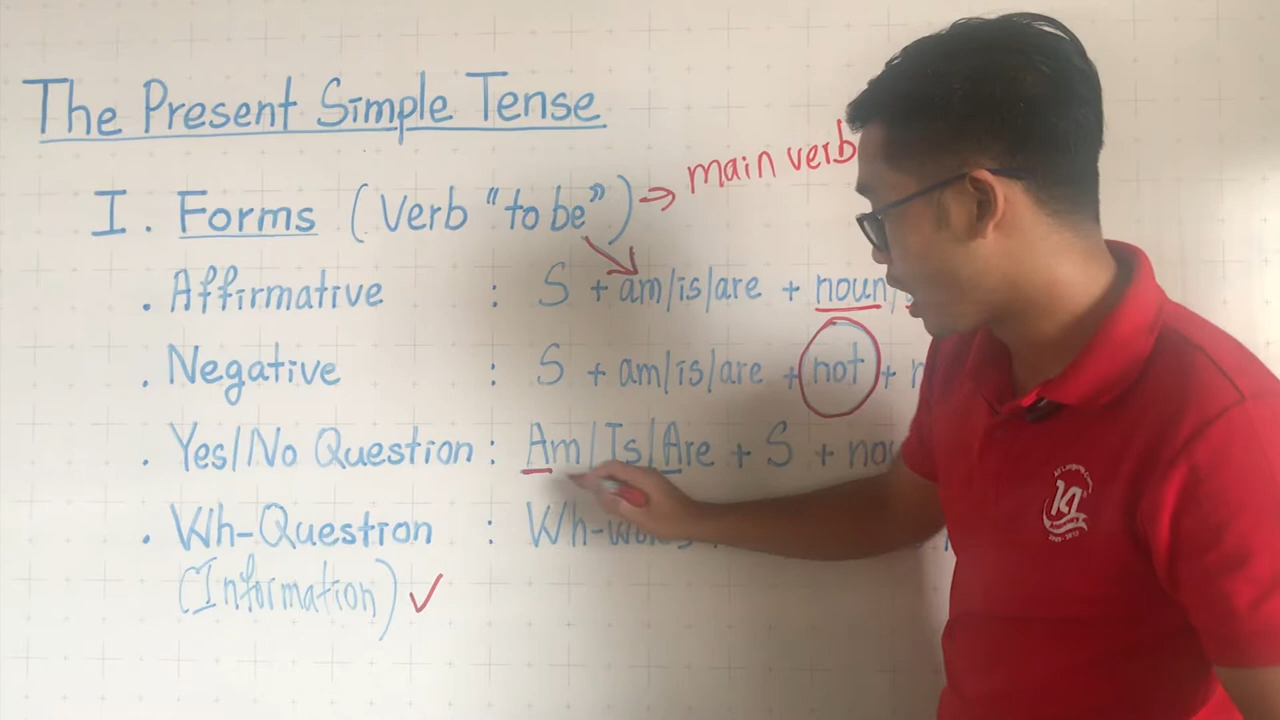 The Present Simple Tense
I. Forms (Verb "to be") → main verb
. Affirmative : S + am/is/are + noun/
. Negative : S + am/is/are + not +
. Yes/No Question : Am/Is/Are + S +
. Wh-Question : Wh-
(Information) ✓